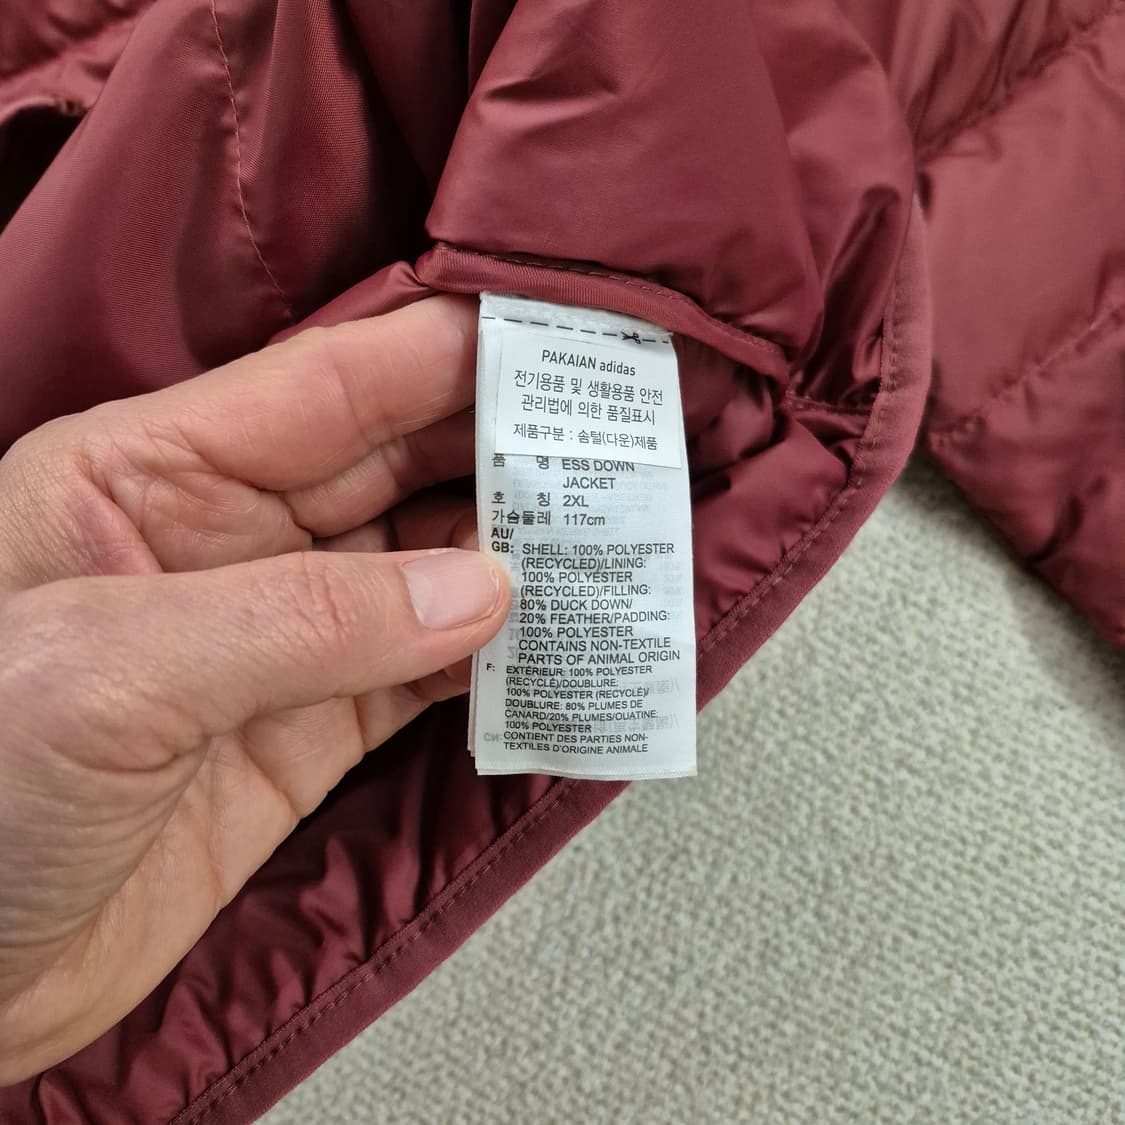 PAKAIAN adidas
전기용품 및 생활용품 안전
관리법에 의한 품질표시
제품구분 : 솜털(다운)제품
품 명 ESS DOWN
JACKET
호 칭 2XL
가슴둘레 117cm
AU/
GB: SHELL: 100% POLYESTER
(RECYCLED)/LINING:
100% POLYESTER
(RECYCLED)/FILLING:
80% DUCK DOWN/
20% FEATHER/PADDING:
100% POLYESTER
CONTAINS NON-TEXTILE
PARTS OF ANIMAL ORIGIN
F: EXTÉRIEUR: 100% POLYESTER
(RECYCLÉ)/DOUBLURE:
100% POLYESTER (RECYCLÉ)/
DOUBLURE: 80% PLUMES DE
CANARD/20% PLUMES/OUATINE:
100% POLYESTER
CONTIENT DES PARTIES NON-
TEXTILES D'ORIGINE ANIMALE